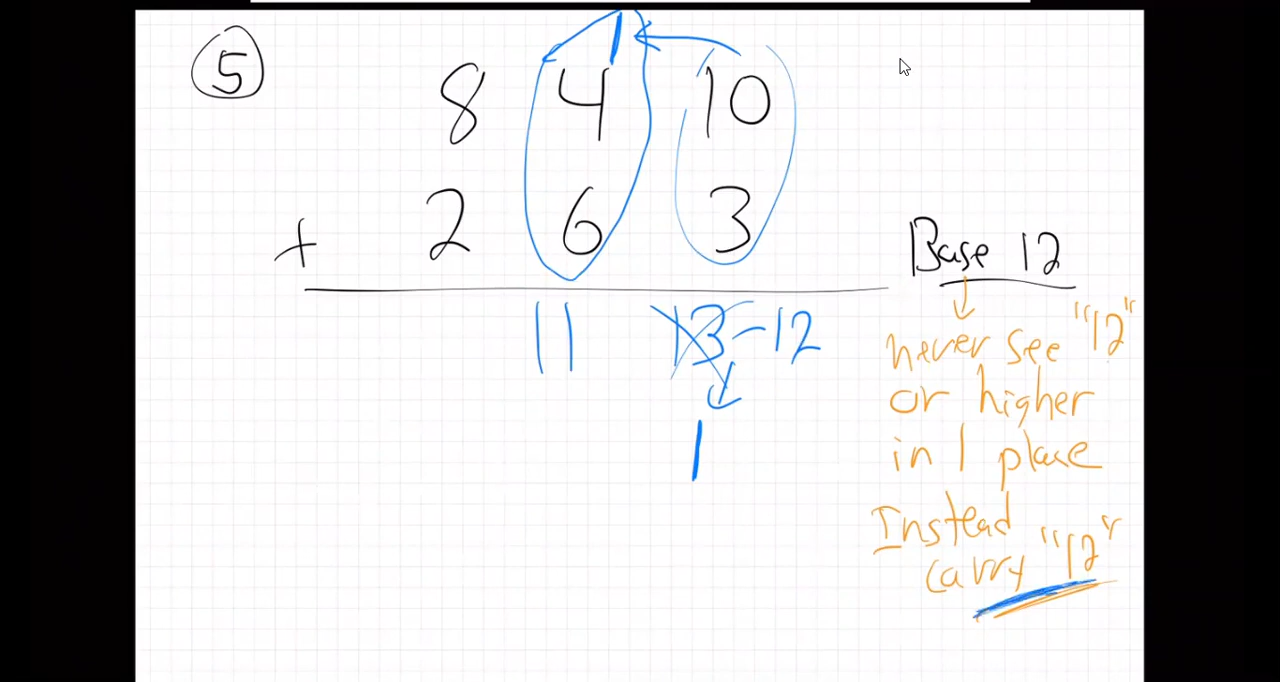 5
1
8 4 10
+ 2 6 3
Base 12
11 13 - 12
never see "12"
or higher
in 1 place
1
Instead
carry "12"